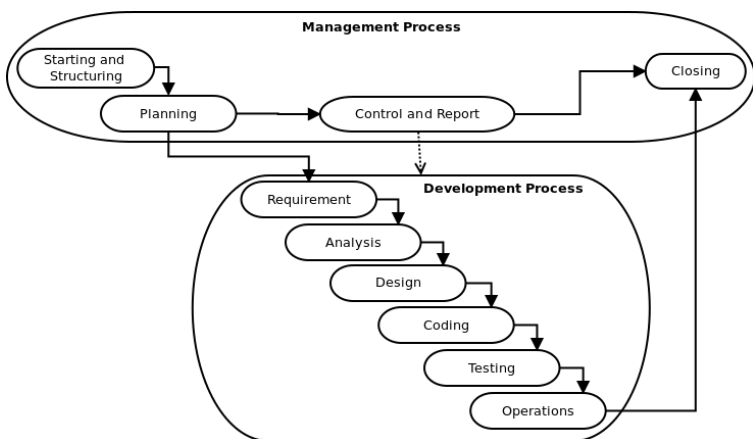 Management Process
Starting and
Structuring
Closing
Planning
Control and Report
Development Process
Requirement
Analysis
Design
Coding
Testing
Operations